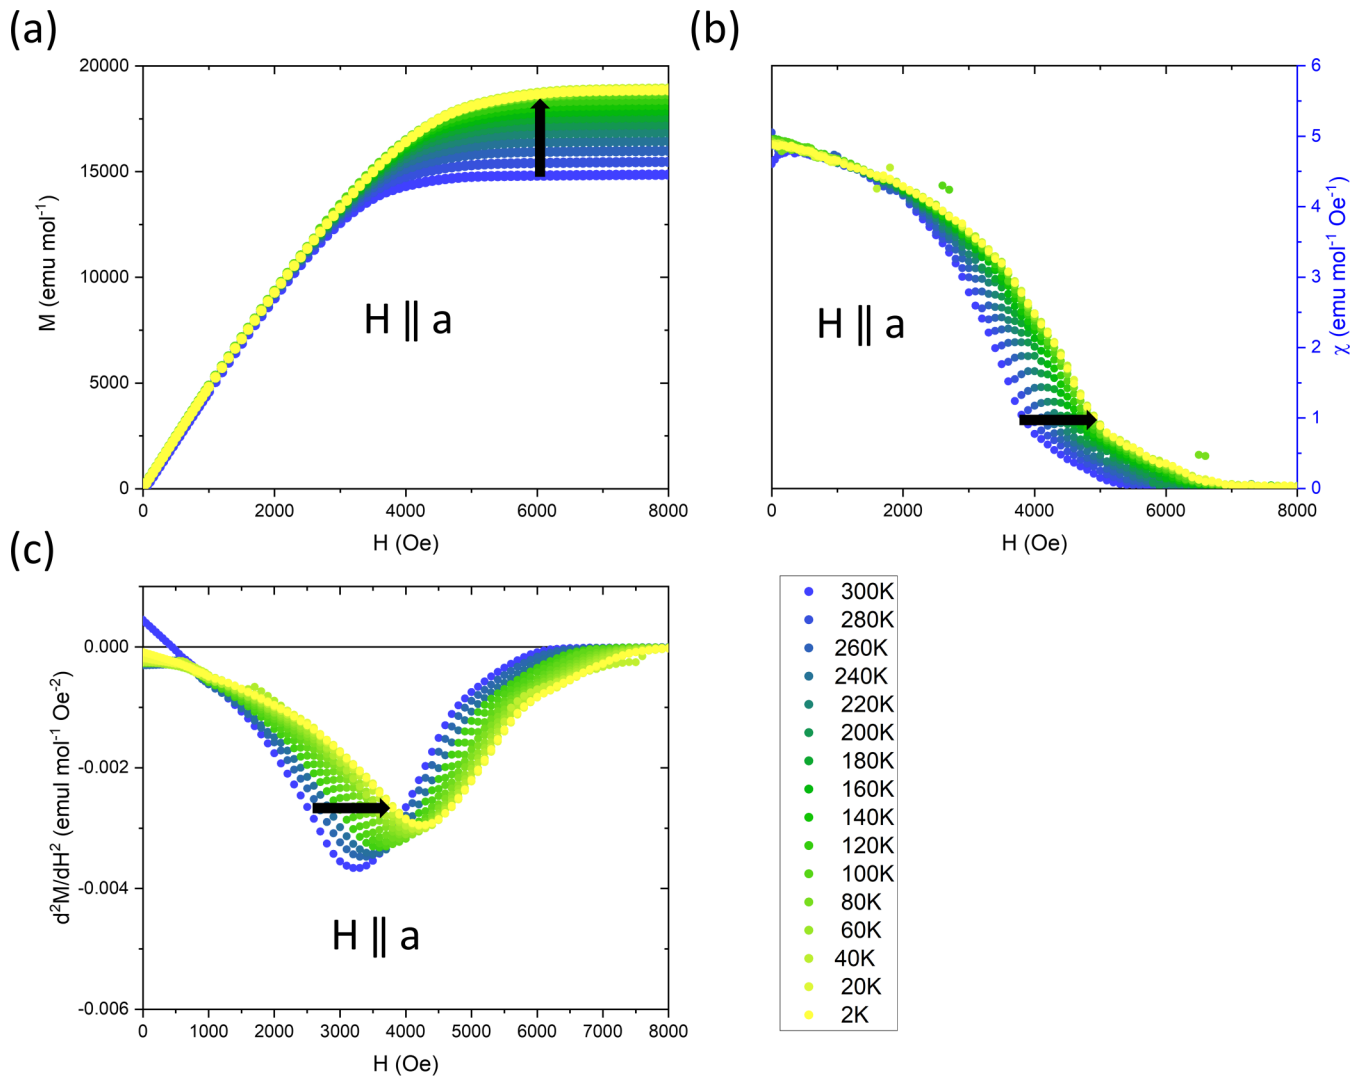 (a)
20000
15000
10000
5000
0
M (emu mol⁻¹)
H ∥ a
0 2000 4000 6000 8000
H (Oe)
(b)
6
5
4
3
2
1
0
χ (emu mol⁻¹ Oe⁻¹)
H ∥ a
0 2000 4000 6000 8000
H (Oe)
(c)
0.000
-0.002
-0.004
-0.006
d²M/dH² (emul mol⁻¹ Oe⁻²)
H ∥ a
0 1000 2000 3000 4000 5000 6000 7000 8000
H (Oe)
300K
280K
260K
240K
220K
200K
180K
160K
140K
120K
100K
80K
60K
40K
20K
2K